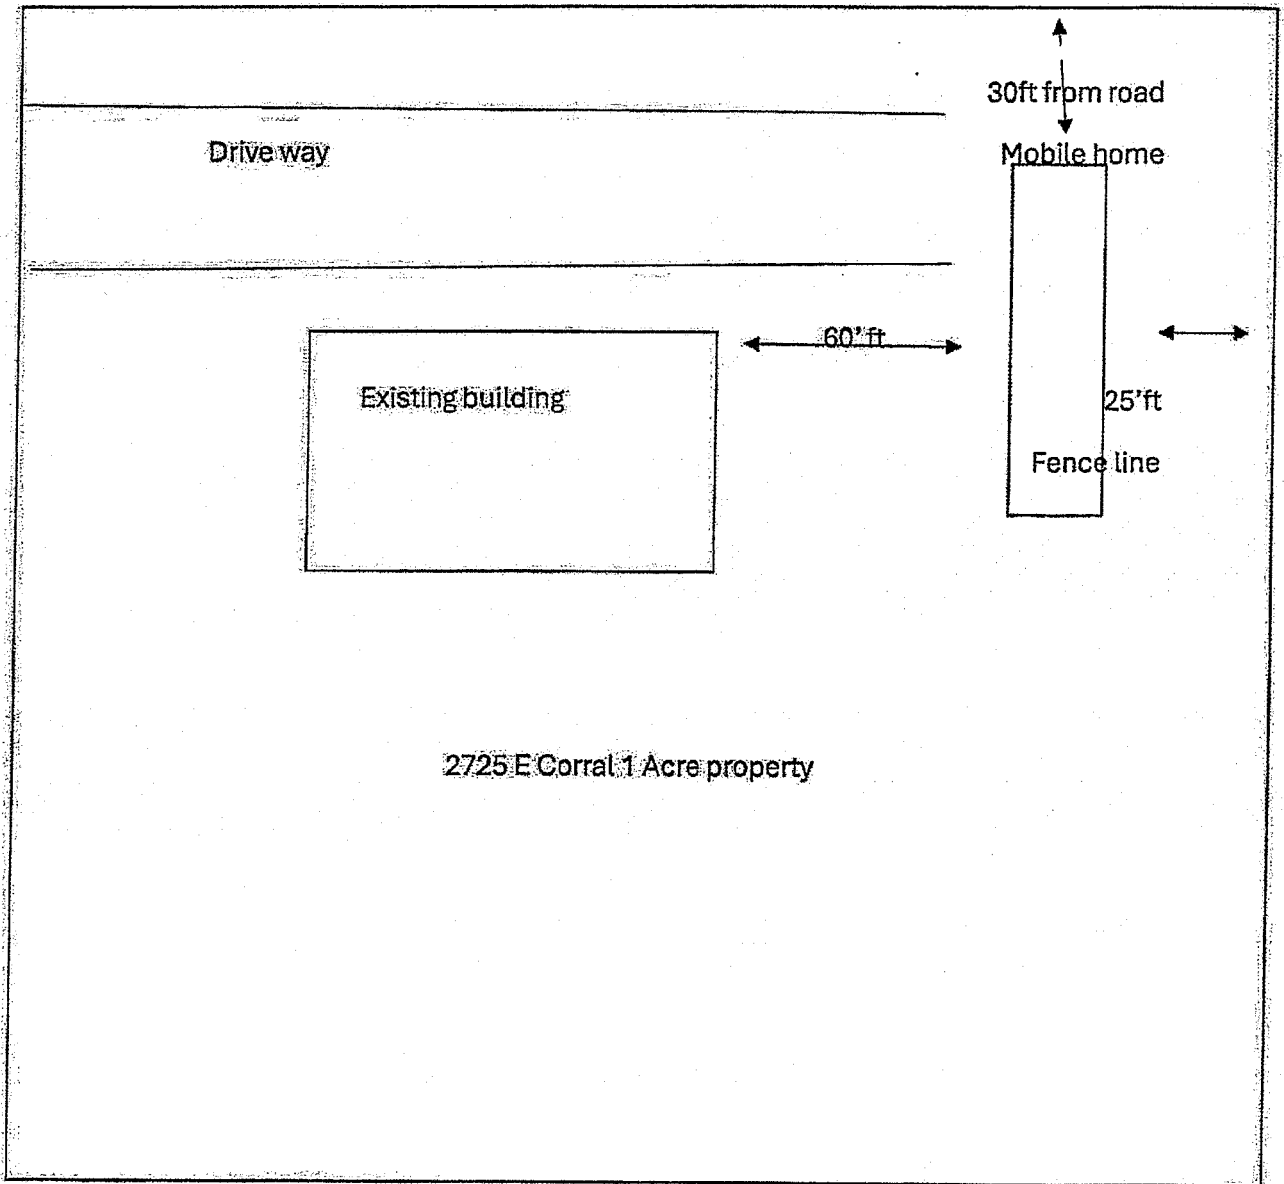 30ft from road
Drive way
Mobile home
60’ ft
Existing building
25’ft
Fence line
2725 E Corral 1 Acre property